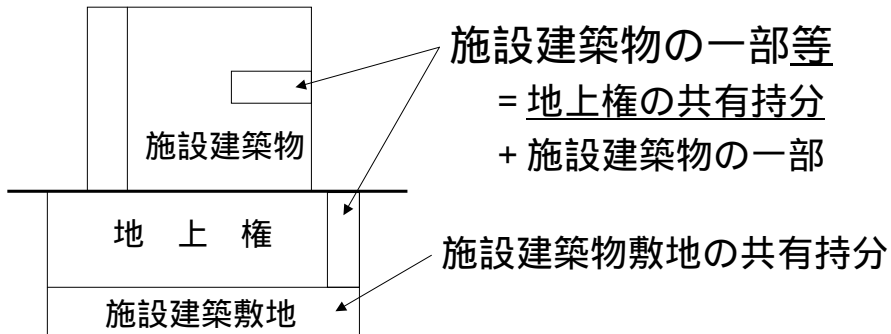 施設建築物の一部等
= 地上権の共有持分
+ 施設建築物の一部
施設建築物
地 上 権
施設建築物敷地の共有持分
施設建築敷地